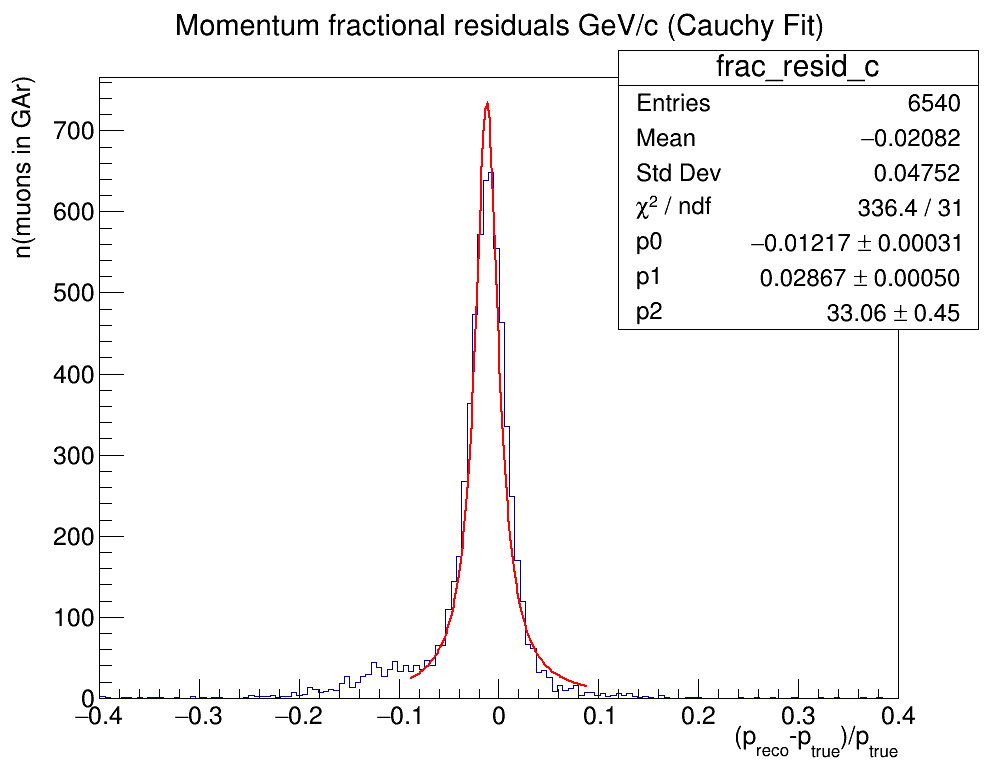 Momentum fractional residuals GeV/c (Cauchy Fit)
frac_resid_c
Entries 6540
Mean −0.02082
Std Dev 0.04752
χ² / ndf 336.4 / 31
p0 −0.01217 ± 0.00031
p1 0.02867 ± 0.00050
p2 33.06 ± 0.45
n(muons in GAr)
700
600
500
400
300
200
100
0
−0.4 −0.3 −0.2 −0.1 0 0.1 0.2 0.3 0.4
(p_reco-p_true)/p_true